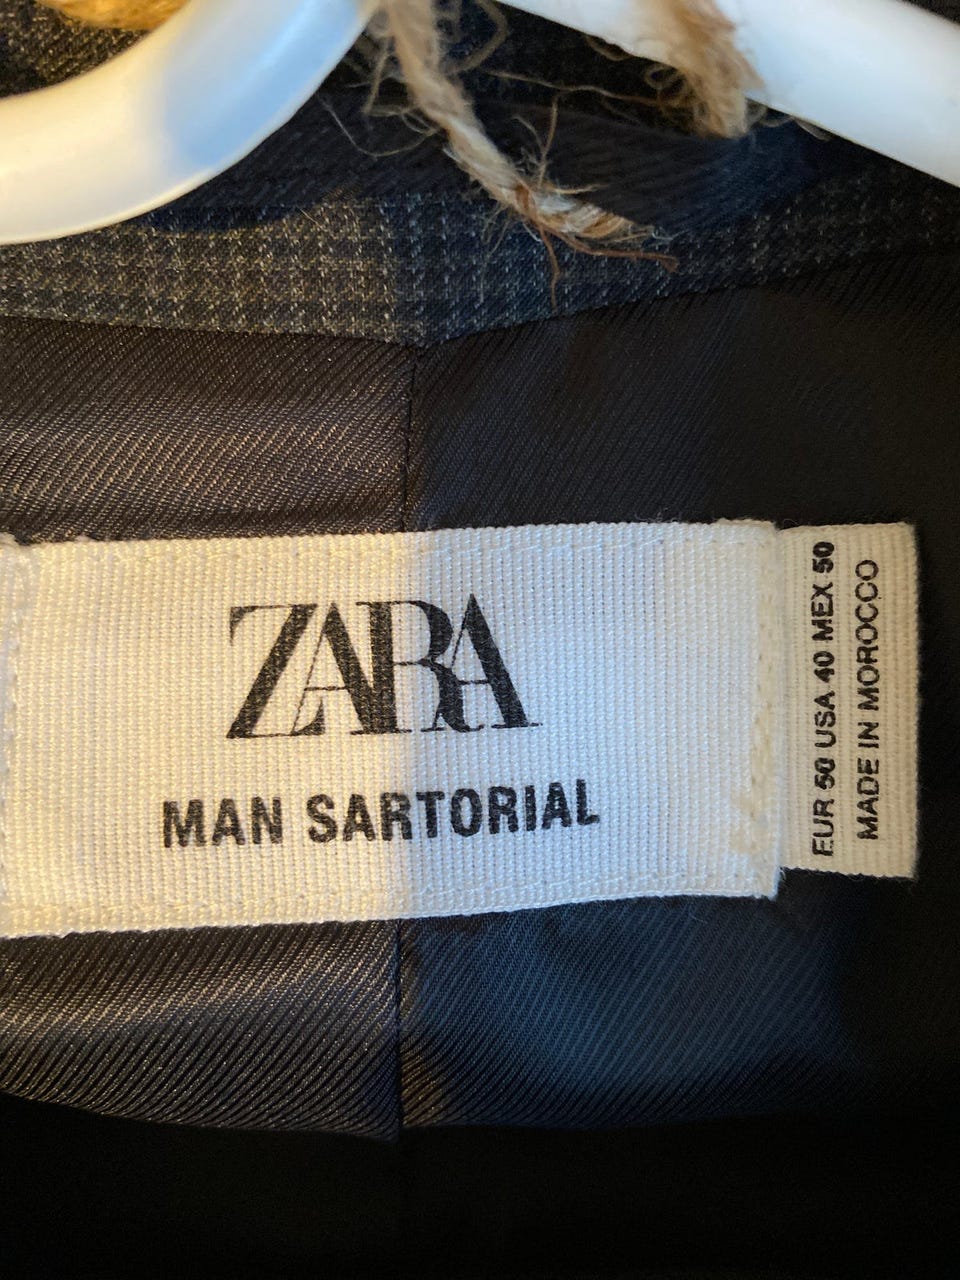 ZARA
MAN SARTORIAL
EUR 50 USA 40 MEX 50
MADE IN MOROCCO